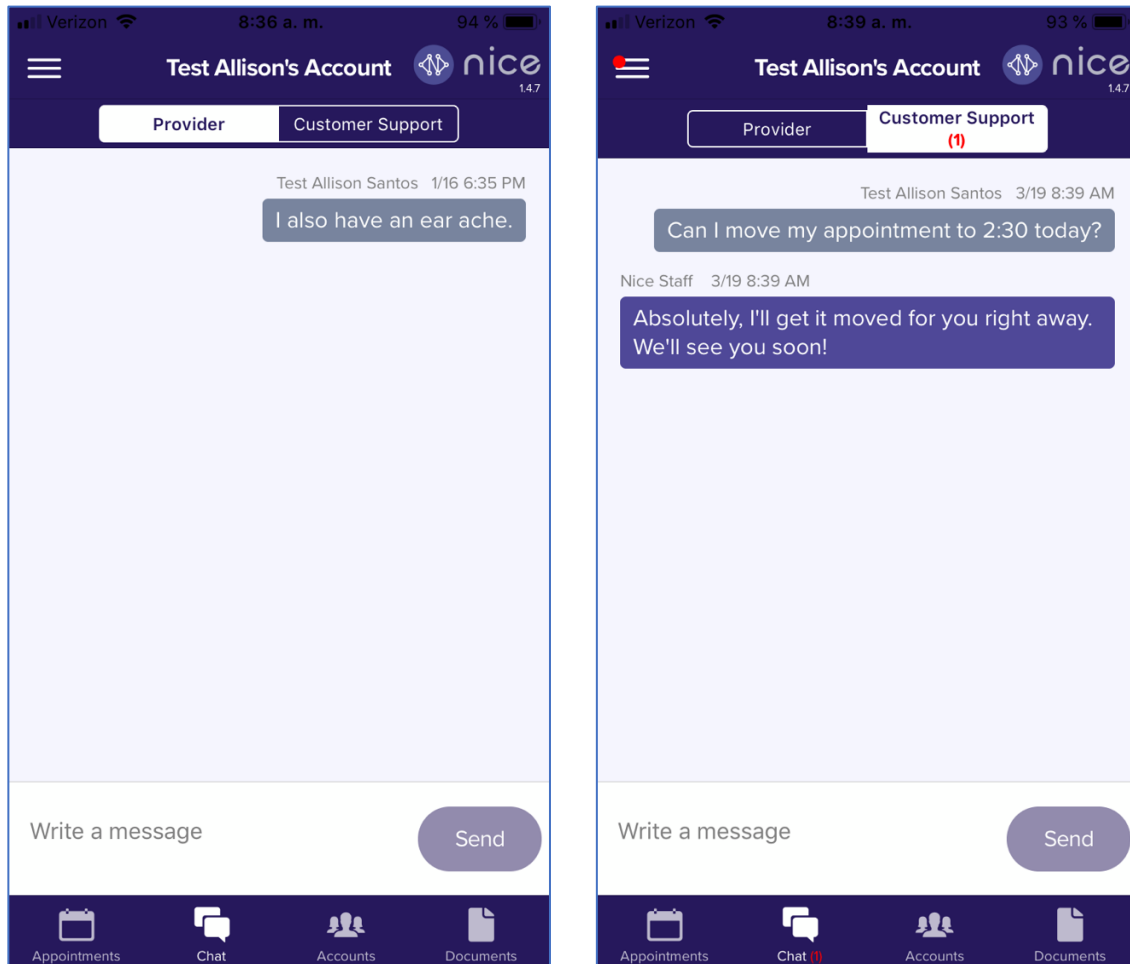 Verizon 8:36 a. m. 94 %
Test Allison's Account nice
1.4.7
Provider Customer Support
Test Allison Santos 1/16 6:35 PM
I also have an ear ache.
Write a message Send
Appointments Chat Accounts Documents
Verizon 8:39 a. m. 93 %
Test Allison's Account nice
1.4.7
Provider Customer Support
(1)
Test Allison Santos 3/19 8:39 AM
Can I move my appointment to 2:30 today?
Nice Staff 3/19 8:39 AM
Absolutely, I'll get it moved for you right away.
We'll see you soon!
Write a message Send
Appointments Chat (1) Accounts Documents